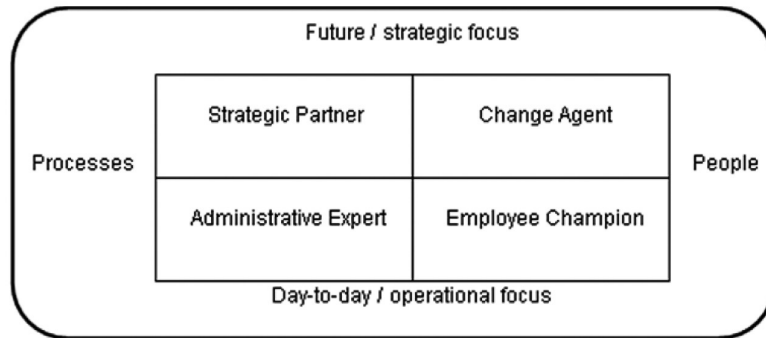 Future / strategic focus
Strategic Partner
Change Agent
Processes
People
Administrative Expert
Employee Champion
Day-to-day / operational focus